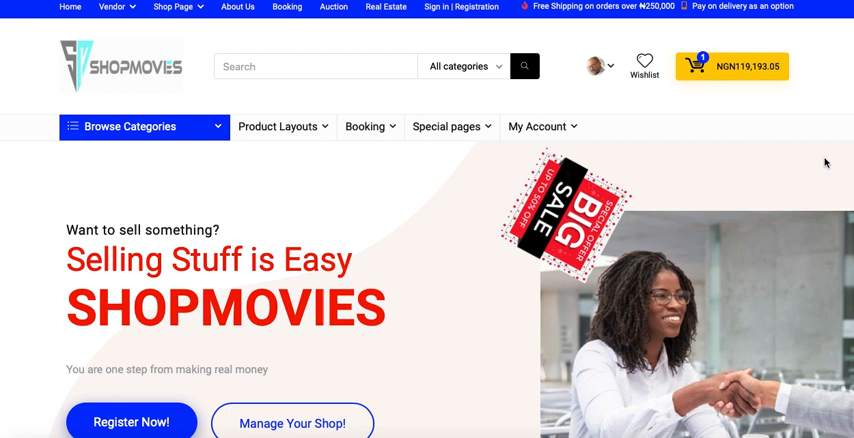 Home Vendor Shop Page About Us Booking Auction Real Estate Sign in | Registration Free Shipping on orders over ₦250,000 Pay on delivery as an option
SHOPMOVIES
Search All categories
Wishlist
1
NGN119,193.05
Browse Categories Product Layouts Booking Special pages My Account
UP TO 50% OFF
SALE
BIG
SPECIAL OFFER
Want to sell something?
Selling Stuff is Easy
SHOPMOVIES
You are one step from making real money
Register Now! Manage Your Shop!